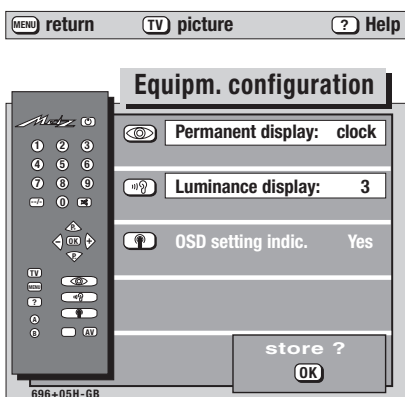 MENU return TV picture ? Help
Equipm. configuration
Metz
1 2 3
4 5 6
7 8 9
-/-- 0
R
OK
P
TV
MENU
?
A
B AV
Permanent display: clock
Luminance display: 3
OSD setting indic. Yes
store ?
OK
696+05H-GB